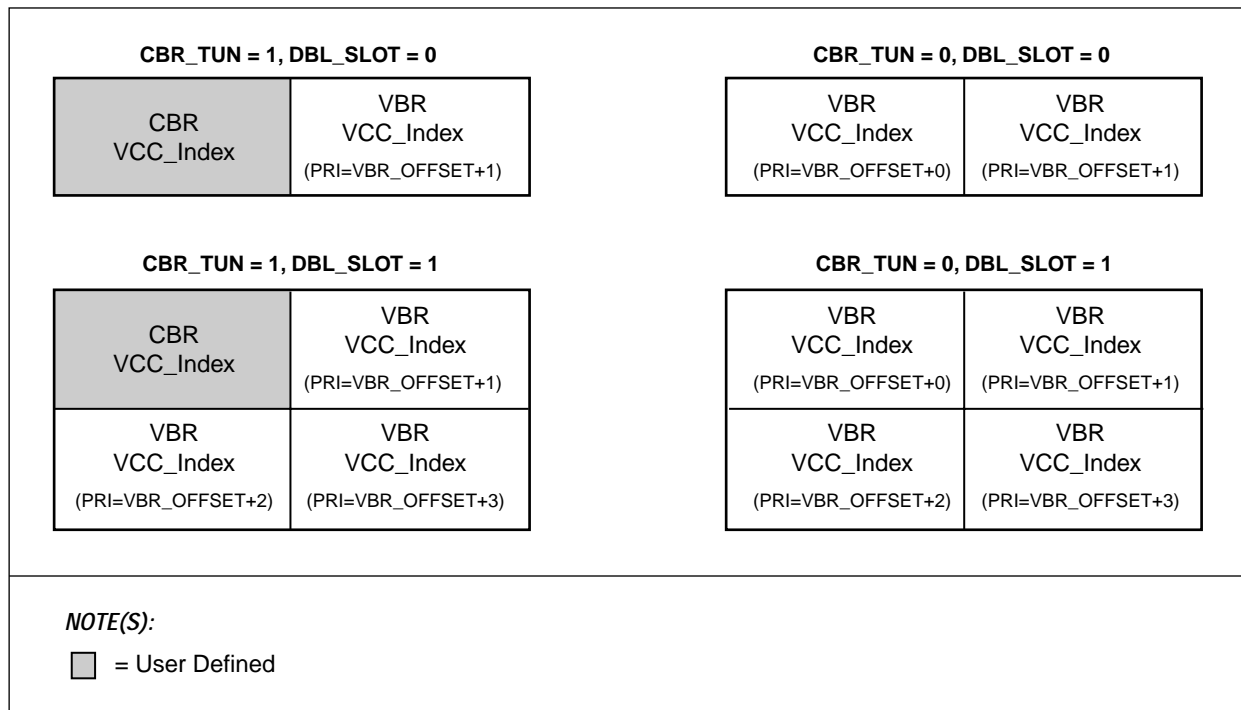 CBR_TUN = 1, DBL_SLOT = 0
CBR
VCC_Index
VBR
VCC_Index
(PRI=VBR_OFFSET+1)
CBR_TUN = 0, DBL_SLOT = 0
VBR
VCC_Index
(PRI=VBR_OFFSET+0)
VBR
VCC_Index
(PRI=VBR_OFFSET+1)
CBR_TUN = 1, DBL_SLOT = 1
CBR
VCC_Index
VBR
VCC_Index
(PRI=VBR_OFFSET+1)
VBR
VCC_Index
(PRI=VBR_OFFSET+2)
VBR
VCC_Index
(PRI=VBR_OFFSET+3)
CBR_TUN = 0, DBL_SLOT = 1
VBR
VCC_Index
(PRI=VBR_OFFSET+0)
VBR
VCC_Index
(PRI=VBR_OFFSET+1)
VBR
VCC_Index
(PRI=VBR_OFFSET+2)
VBR
VCC_Index
(PRI=VBR_OFFSET+3)
NOTE(S):
= User Defined